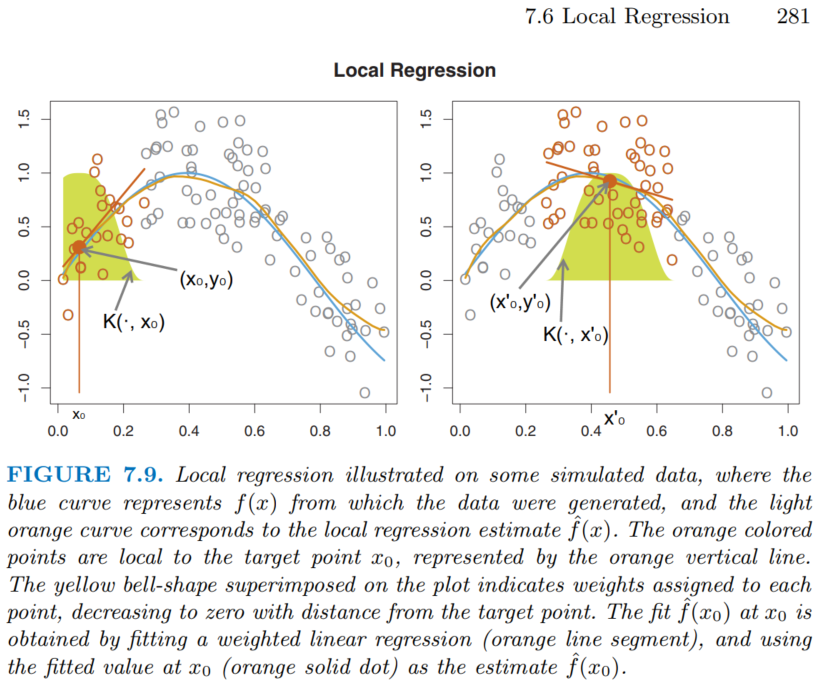 7.6 Local Regression 281
Local Regression
1.5
1.0
0.5
0.0
−0.5
−1.0
(x₀,y₀)
K(·, x₀)
x₀
0.0 0.2 0.4 0.6 0.8 1.0
1.5
1.0
0.5
0.0
−0.5
−1.0
(x'₀,y'₀)
K(·, x'₀)
x'₀
0.0 0.2 0.4 0.6 0.8 1.0
FIGURE 7.9. Local regression illustrated on some simulated data, where the
blue curve represents f(x) from which the data were generated, and the light
orange curve corresponds to the local regression estimate f̂(x). The orange colored
points are local to the target point x₀, represented by the orange vertical line.
The yellow bell-shape superimposed on the plot indicates weights assigned to each
point, decreasing to zero with distance from the target point. The fit f̂(x₀) at x₀ is
obtained by fitting a weighted linear regression (orange line segment), and using
the fitted value at x₀ (orange solid dot) as the estimate f̂(x₀).